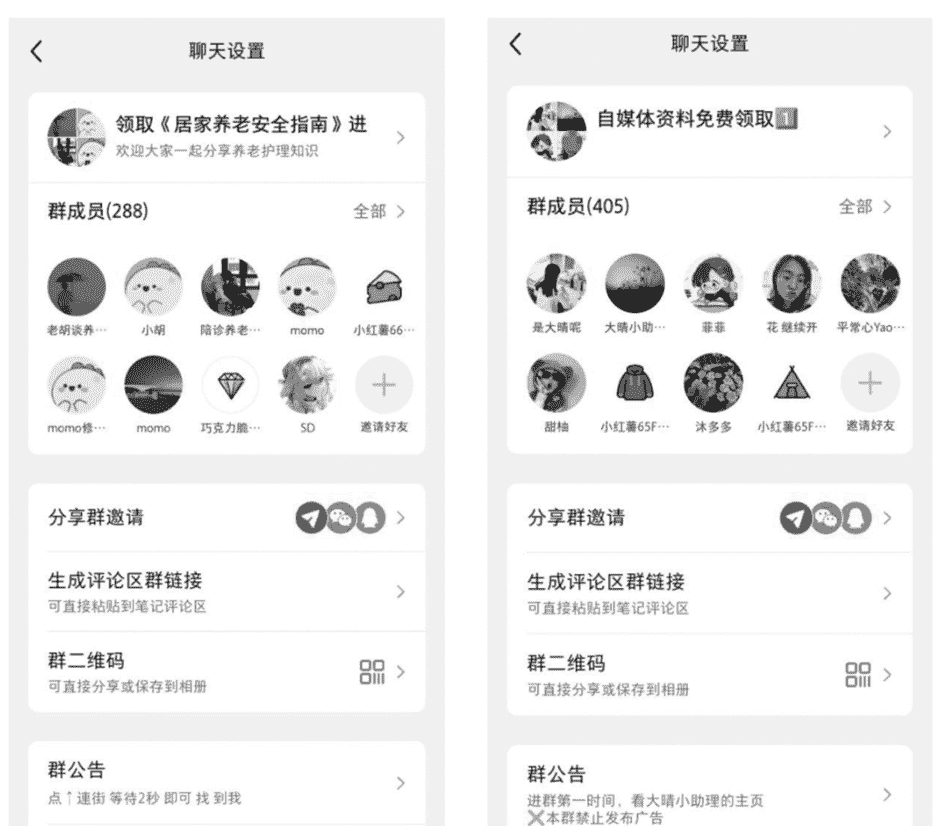 聊天设置
领取《居家养老安全指南》进
欢迎大家一起分享养老护理知识
群成员(288)
全部
老胡谈养…
小胡
陪诊养老…
momo
小红薯66…
momo修…
momo
巧克力脆…
SD
邀请好友
分享群邀请
生成评论区群链接
可直接粘贴到笔记评论区
群二维码
可直接分享或保存到相册
群公告
点↑連街 等待2秒 即可 找 到我
聊天设置
自媒体资料免费领取1️⃣
群成员(405)
全部
是大晴呢
大晴小助…
菲菲
花 继续开
平常心Yao…
甜柚
小红薯65F…
沐多多
小红薯65F…
邀请好友
分享群邀请
生成评论区群链接
可直接粘贴到笔记评论区
群二维码
可直接分享或保存到相册
群公告
进群第一时间，看大晴小助理的主页
❌本群禁止发布广告